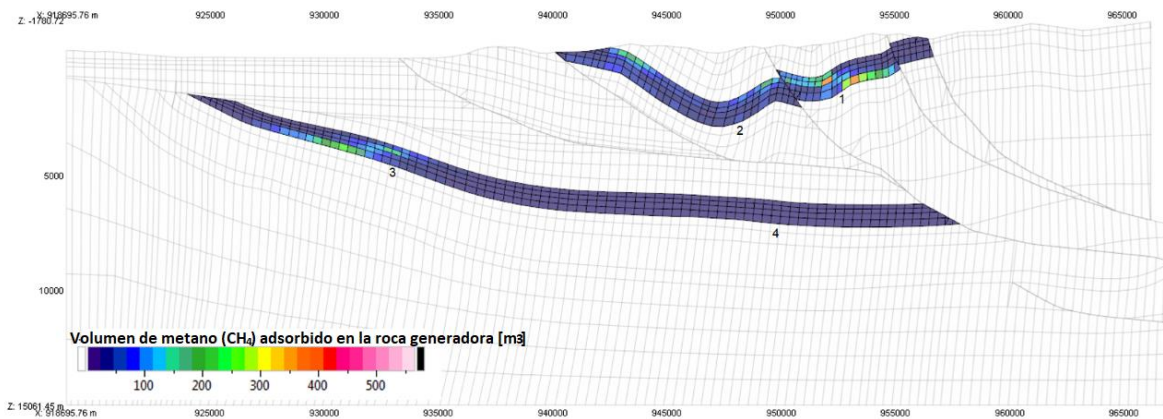 X: 918695.76 m 925000 930000 935000 940000 945000 950000 955000 960000 965000
Z: -1780.72
1
2
3
5000
4
10000
Volumen de metano (CH₄) adsorbido en la roca generadora [m3]
100 200 300 400 500
Z: 15061.45 m
X: 918695.76 m 925000 930000 935000 940000 945000 950000 955000 960000 965000